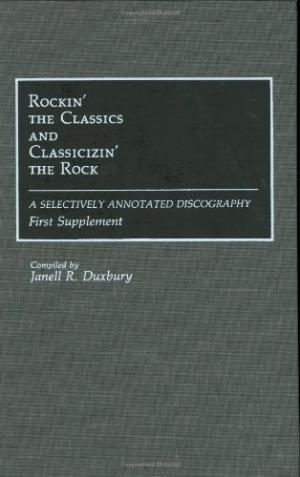 Rockin'
the Classics
and
Classicizin'
the Rock
A SELECTIVELY ANNOTATED DISCOGRAPHY
First Supplement
Compiled by
Janell R. Duxbury